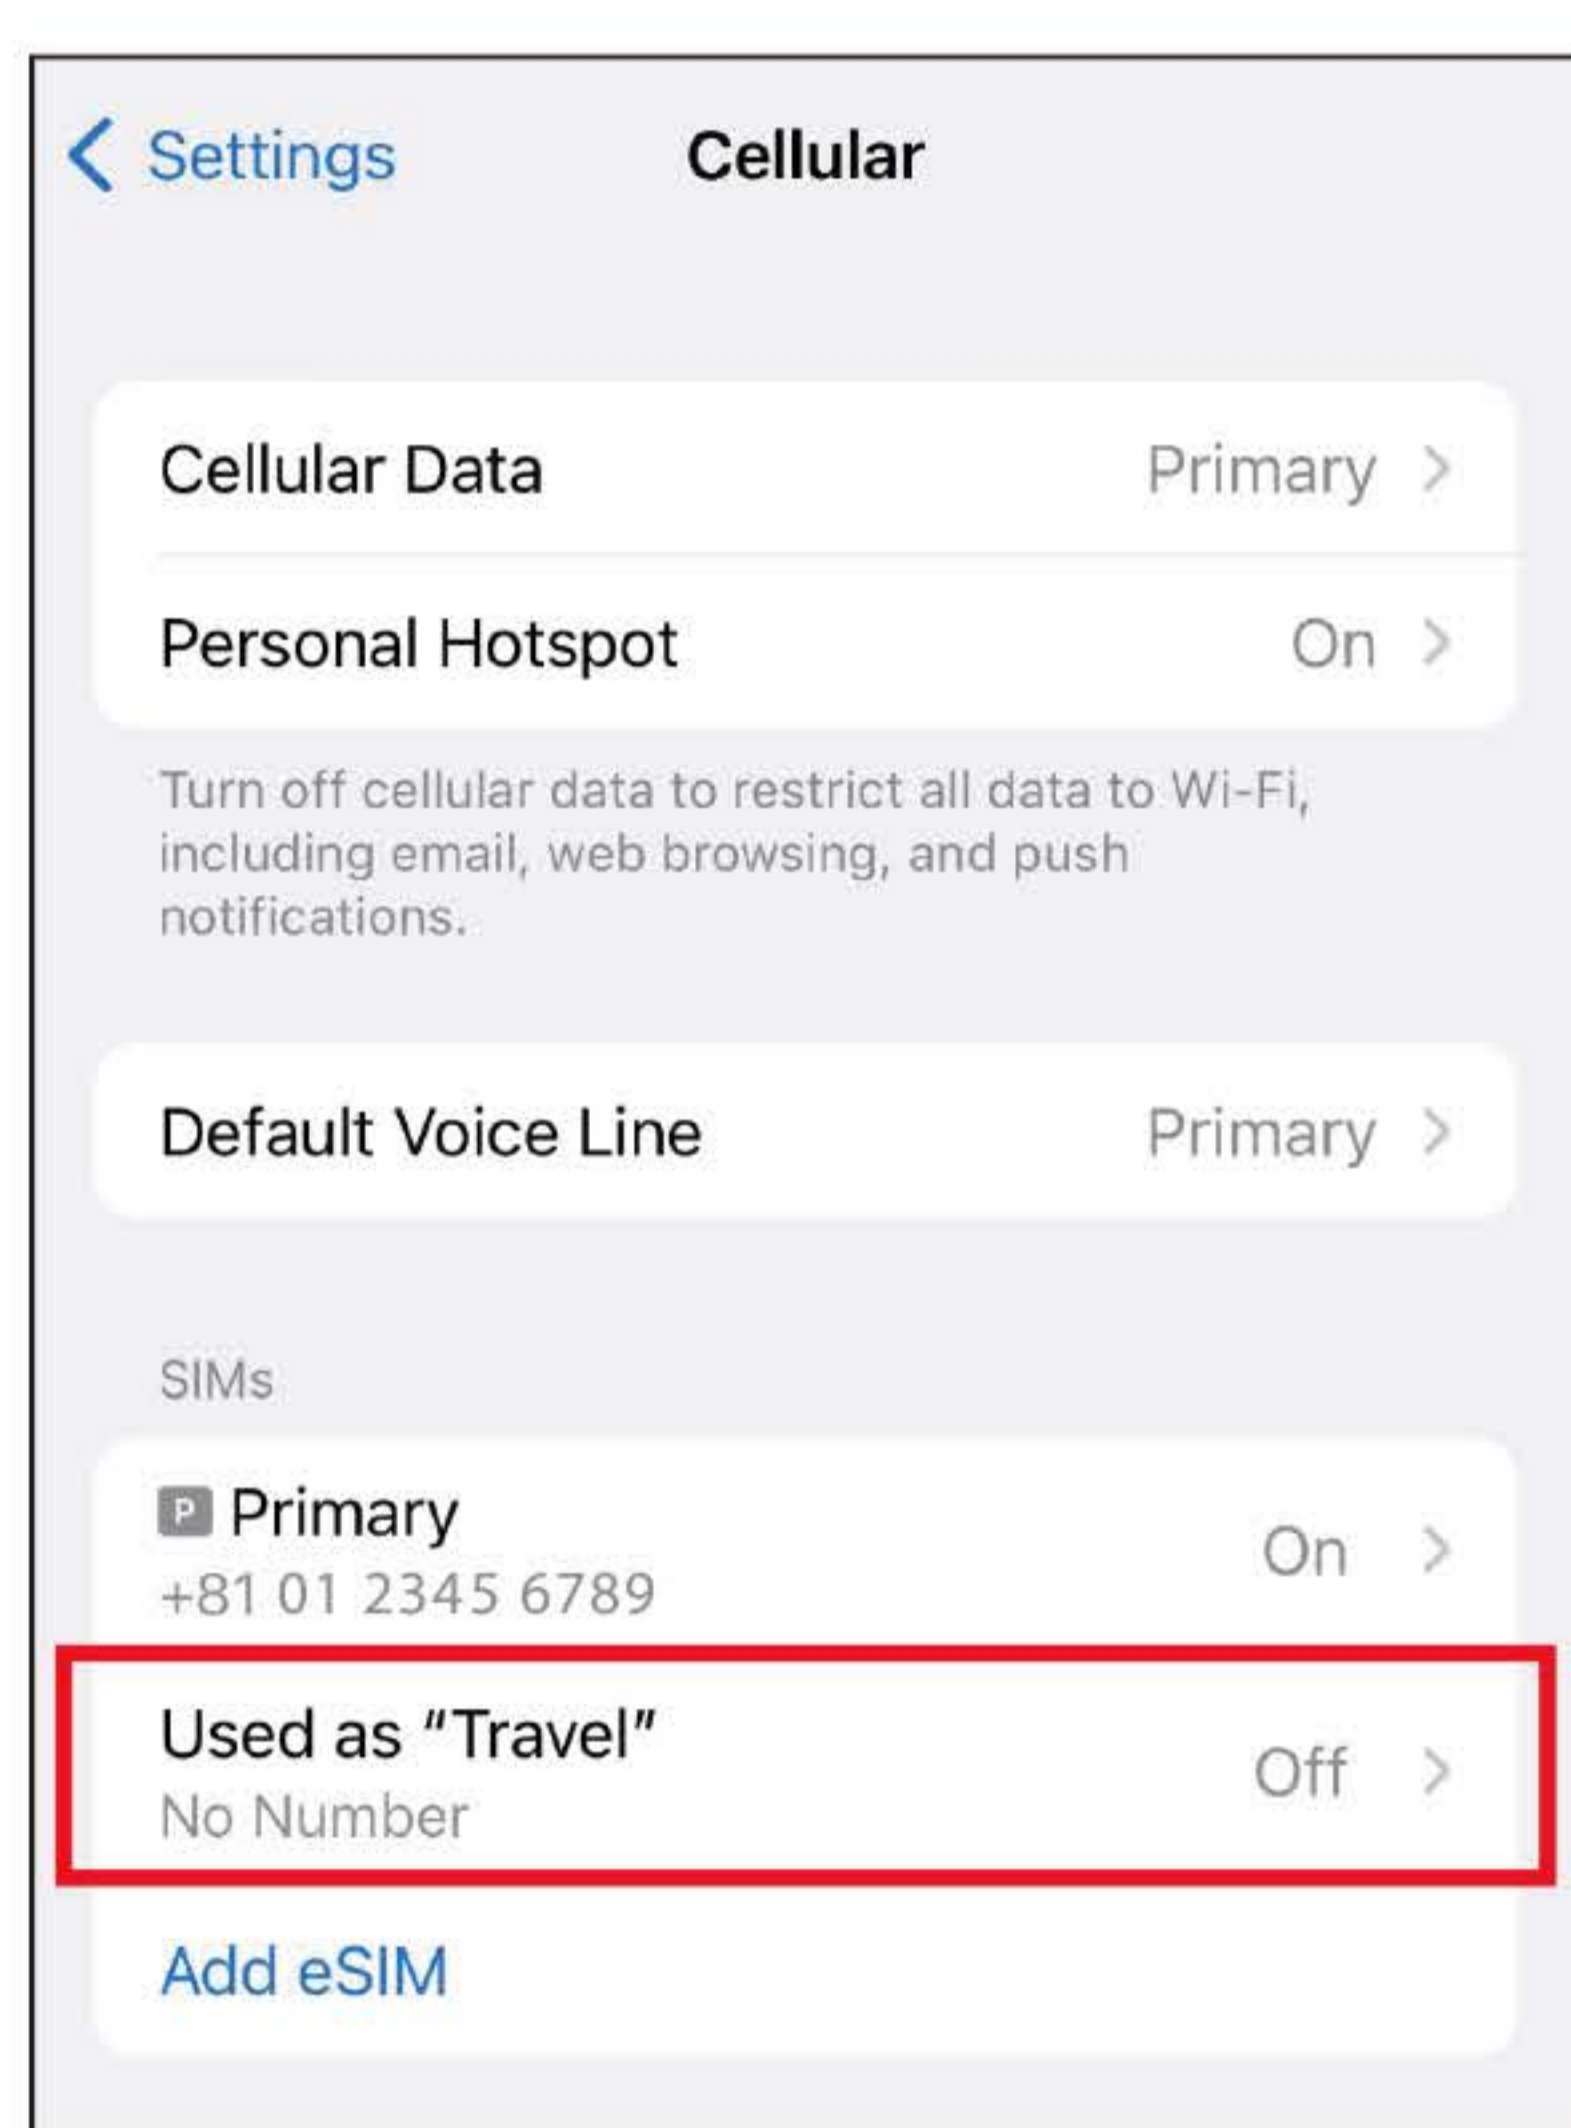 Settings
Cellular
Cellular Data Primary
Personal Hotspot On
Turn off cellular data to restrict all data to Wi-Fi,
including email, web browsing, and push
notifications.
Default Voice Line Primary
SIMs
P Primary On
+81 01 2345 6789
Used as “Travel” Off
No Number
Add eSIM